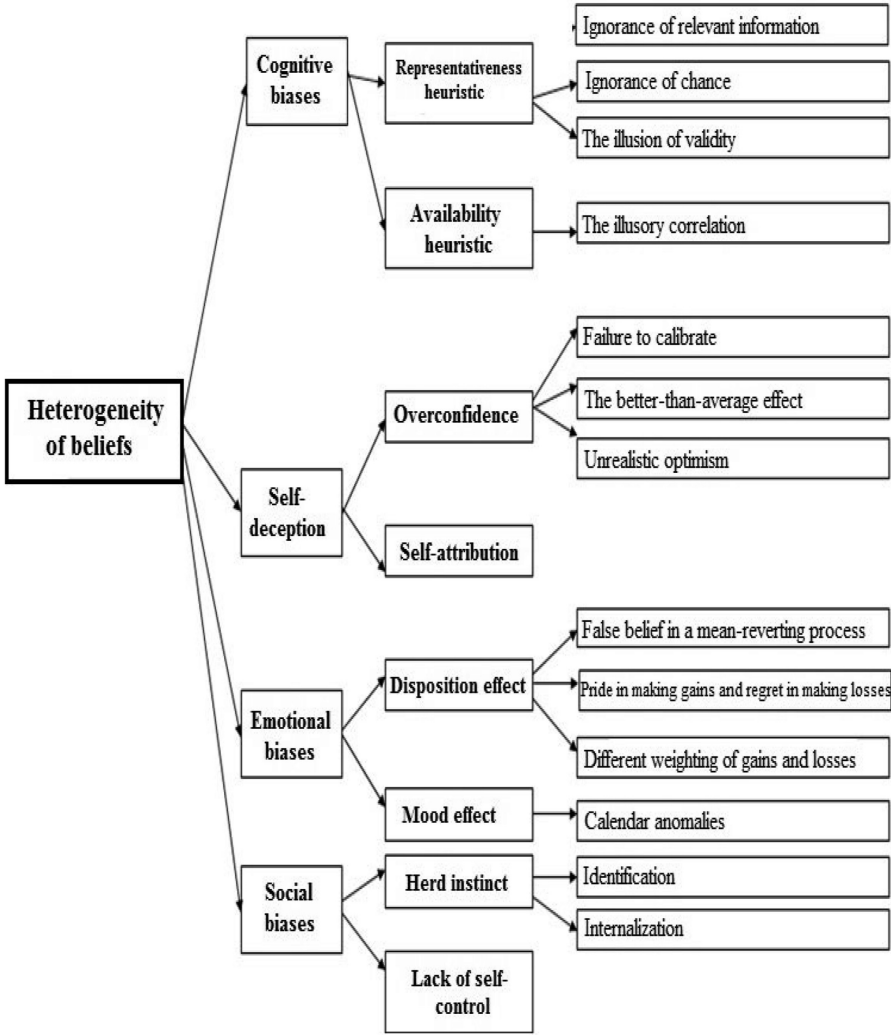 Heterogeneity
of beliefs
Cognitive
biases
Representativeness
heuristic
Ignorance of relevant information
Ignorance of chance
The illusion of validity
Availability
heuristic
The illusory correlation
Self-
deception
Overconfidence
Failure to calibrate
The better-than-average effect
Unrealistic optimism
Self-attribution
Emotional
biases
Disposition effect
False belief in a mean-reverting process
Pride in making gains and regret in making losses
Different weighting of gains and losses
Mood effect
Calendar anomalies
Social
biases
Herd instinct
Identification
Internalization
Lack of self-
control